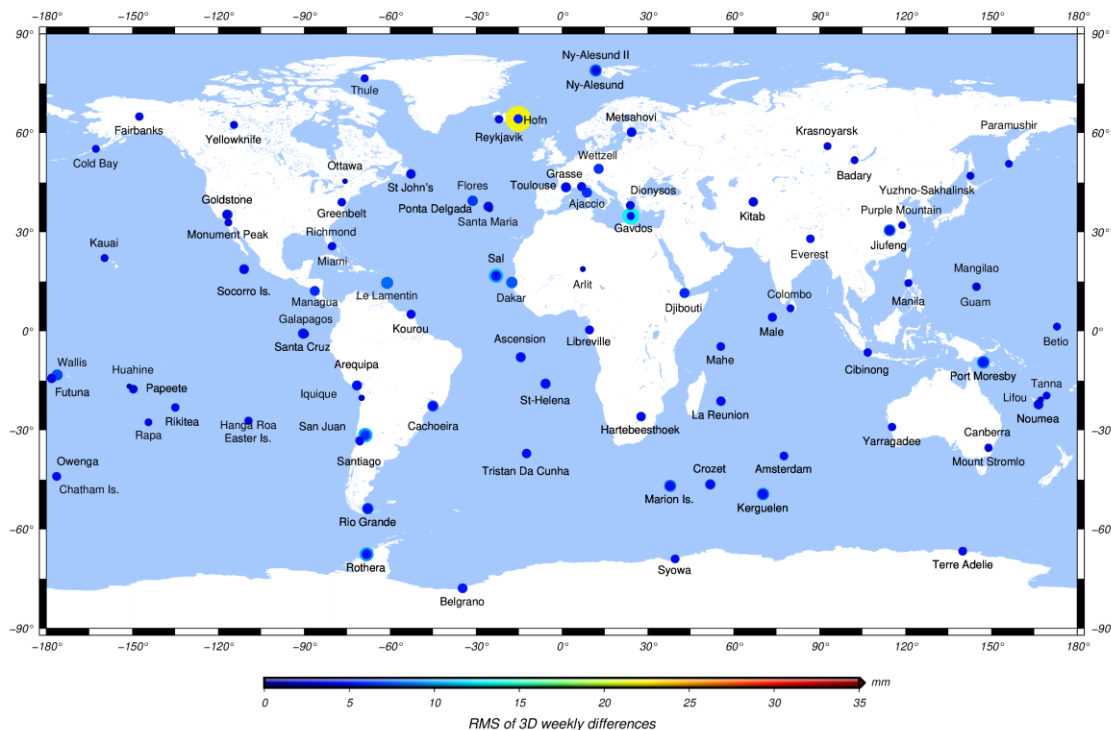 −180° −150° −120° −90° −60° −30° 0° 30° 60° 90° 120° 150° 180°
90° 90°
Ny-Alesund II
Ny-Alesund
Thule
Hofn
Reykjavik
Metsahovi
Fairbanks
Yellowknife
Krasnoyarsk
Paramushir
60° 60°
Cold Bay
Ottawa
Wettzell
Badary
St John's
Flores
Grasse
Toulouse
Dionysos
Yuzhno-Sakhalinsk
Goldstone
Greenbelt
Ponta Delgada
Ajaccio
Kitab
Purple Mountain
Santa Maria
Gavdos
Monument Peak
Richmond
Jiufeng
30° 30°
Kauai
Miami
Everest
Sal
Arlit
Mangilao
Socorro Is.
Managua
Le Lamentin
Dakar
Djibouti
Colombo
Manila
Guam
Galapagos
Kourou
Ascension
Libreville
Male
Betio
0° 0°
Santa Cruz
Mahe
Cibinong
Wallis
Huahine
Arequipa
Port Moresby
Futuna
Papeete
Iquique
St-Helena
Tanna
Lifou
Rikitea
Hanga Roa
San Juan
Cachoeira
Hartebeesthoek
La Reunion
Noumea
−30° −30
Rapa
Easter Is.
Yarragadee
Canberra
Owenga
Santiago
Tristan Da Cunha
Crozet
Amsterdam
Mount Stromlo
Chatham Is.
Marion Is.
Kerguelen
Rio Grande
−60° −60
Rothera
Syowa
Terre Adelie
Belgrano
−90° −90
−180° −150° −120° −90° −60° −30° 0° 30° 60° 90° 120° 150° 180°
mm
0 5 10 15 20 25 30 35
RMS of 3D weekly differences